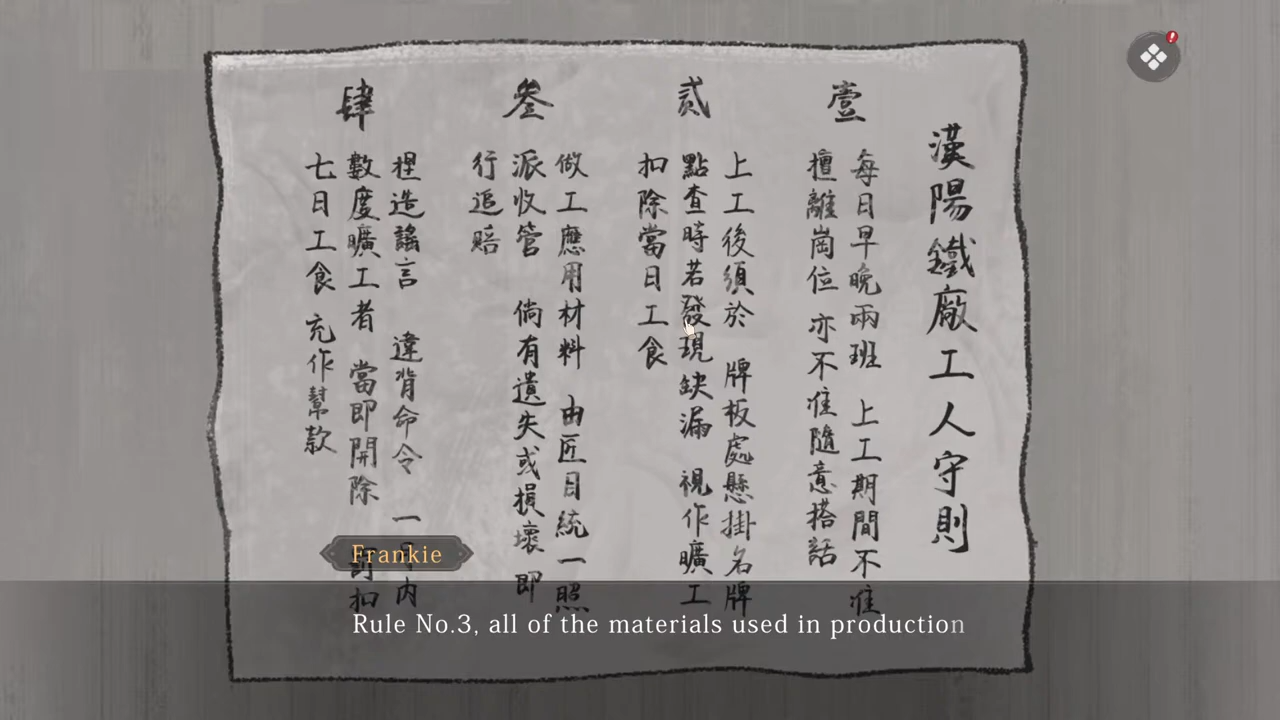 漢陽鐵廠工人守則
壹
每日早晚兩班 上工期間不准
擅離崗位 亦不准隨意搭話
貳
上工後須於 牌板處懸掛名牌
點查時若發現缺漏 視作曠工
扣除當日工食
叁
做工應用材料 由匠目統一照
派收管 倘有遺失或損壞 即
行追賠
肆
捏造謠言 違背命令 一月內
數度曠工者 當即開除 扣
七日工食 充作幫款
Frankie
Rule No.3, all of the materials used in production